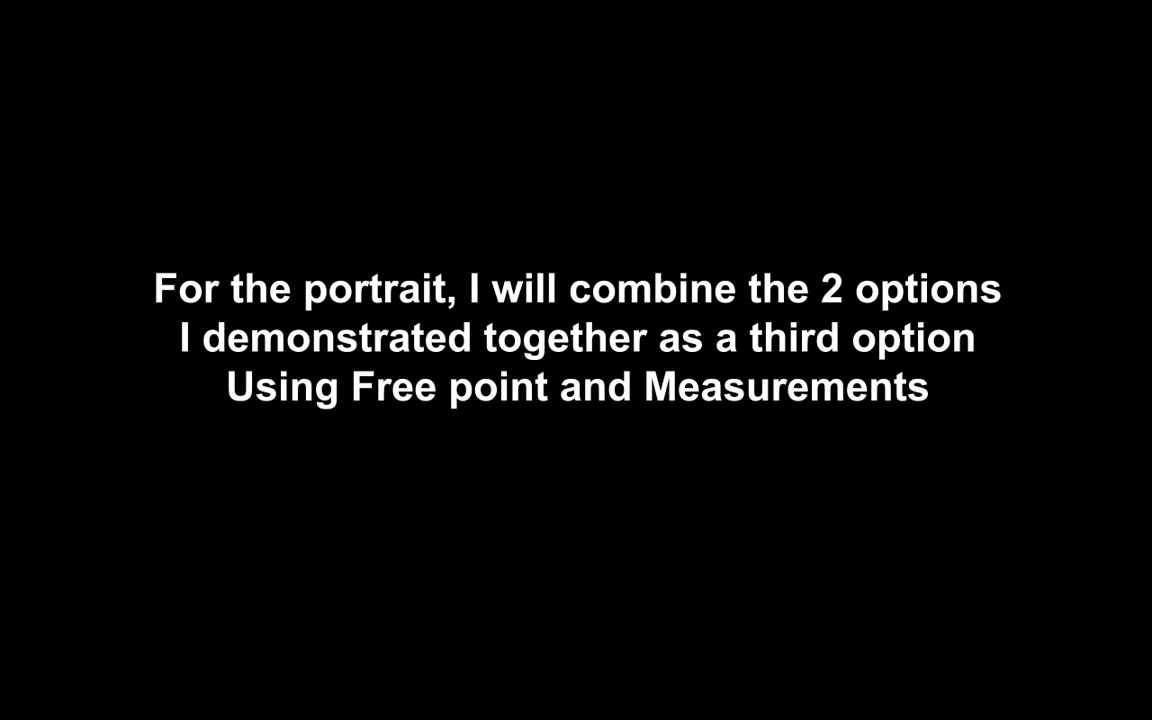 For the portrait, I will combine the 2 options
I demonstrated together as a third option
Using Free point and Measurements